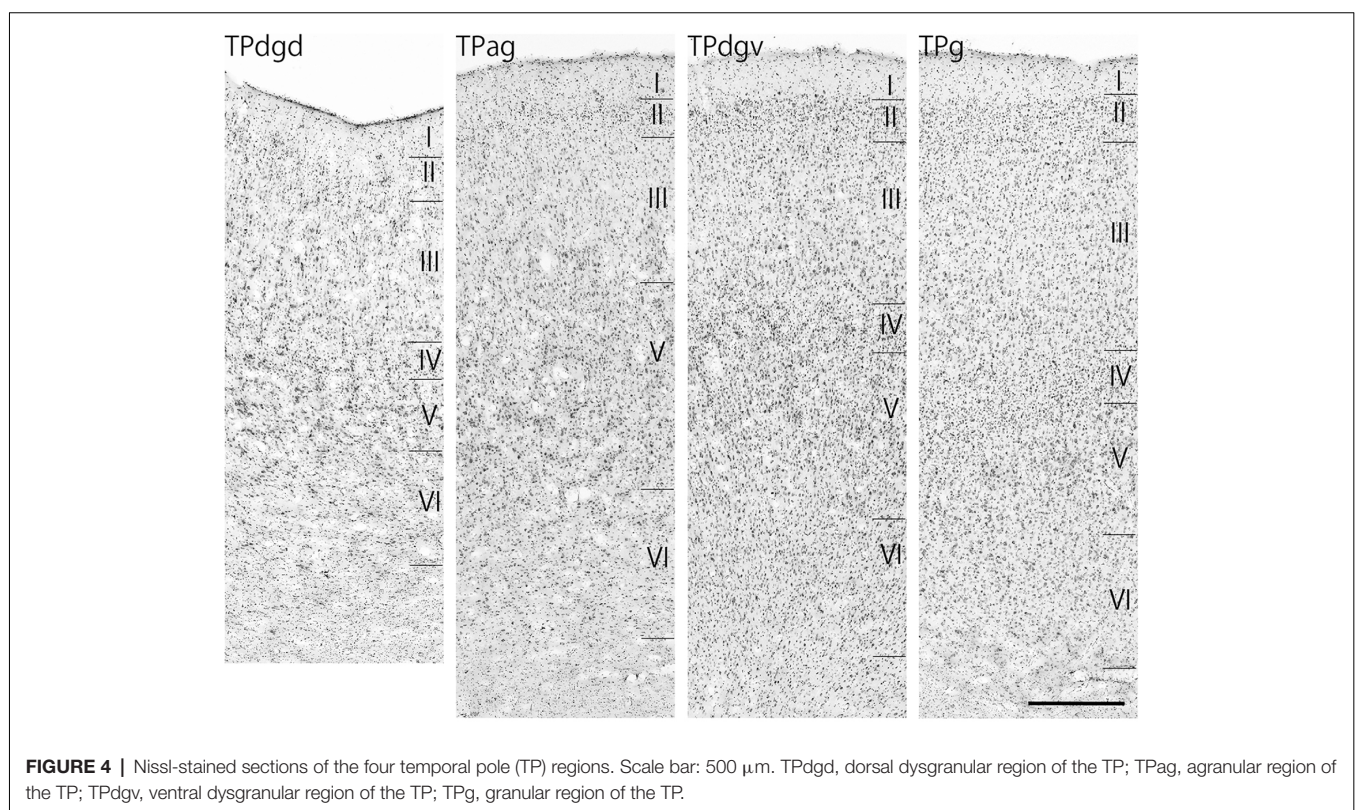 TPdgd
I
II
III
IV
V
VI
TPag
I
II
III
V
VI
TPdgv
I
II
III
IV
V
VI
TPg
I
II
III
IV
V
VI
FIGURE 4 | Nissl-stained sections of the four temporal pole (TP) regions. Scale bar: 500 μm. TPdgd, dorsal dysgranular region of the TP; TPag, agranular region of
the TP; TPdgv, ventral dysgranular region of the TP; TPg, granular region of the TP.